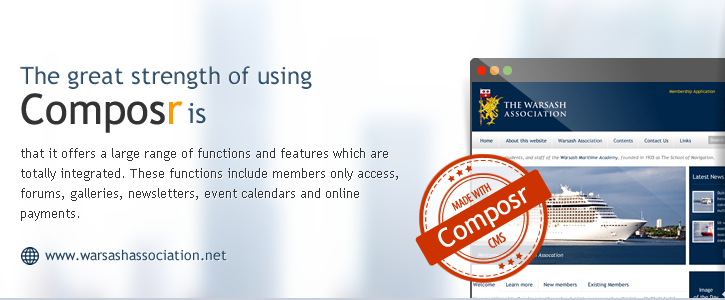 The great strength of using
Composr is
that it offers a large range of functions and features which are
totally integrated. These functions include members only access,
forums, galleries, newsletters, event calendars and online
payments.
www.warsashassociation.net
Membership Application
THE WARSASH
ASSOCIATION
Home About this website Warsash Association Contents Contact Us Links
students, and staff of the Warsash Maritime Academy, founded in 1935 as The School of Navigation.
Latest News
MADE WITH
Composr
CMS
Association
Welcome Learn more New members Existing Members
Image
of the Day